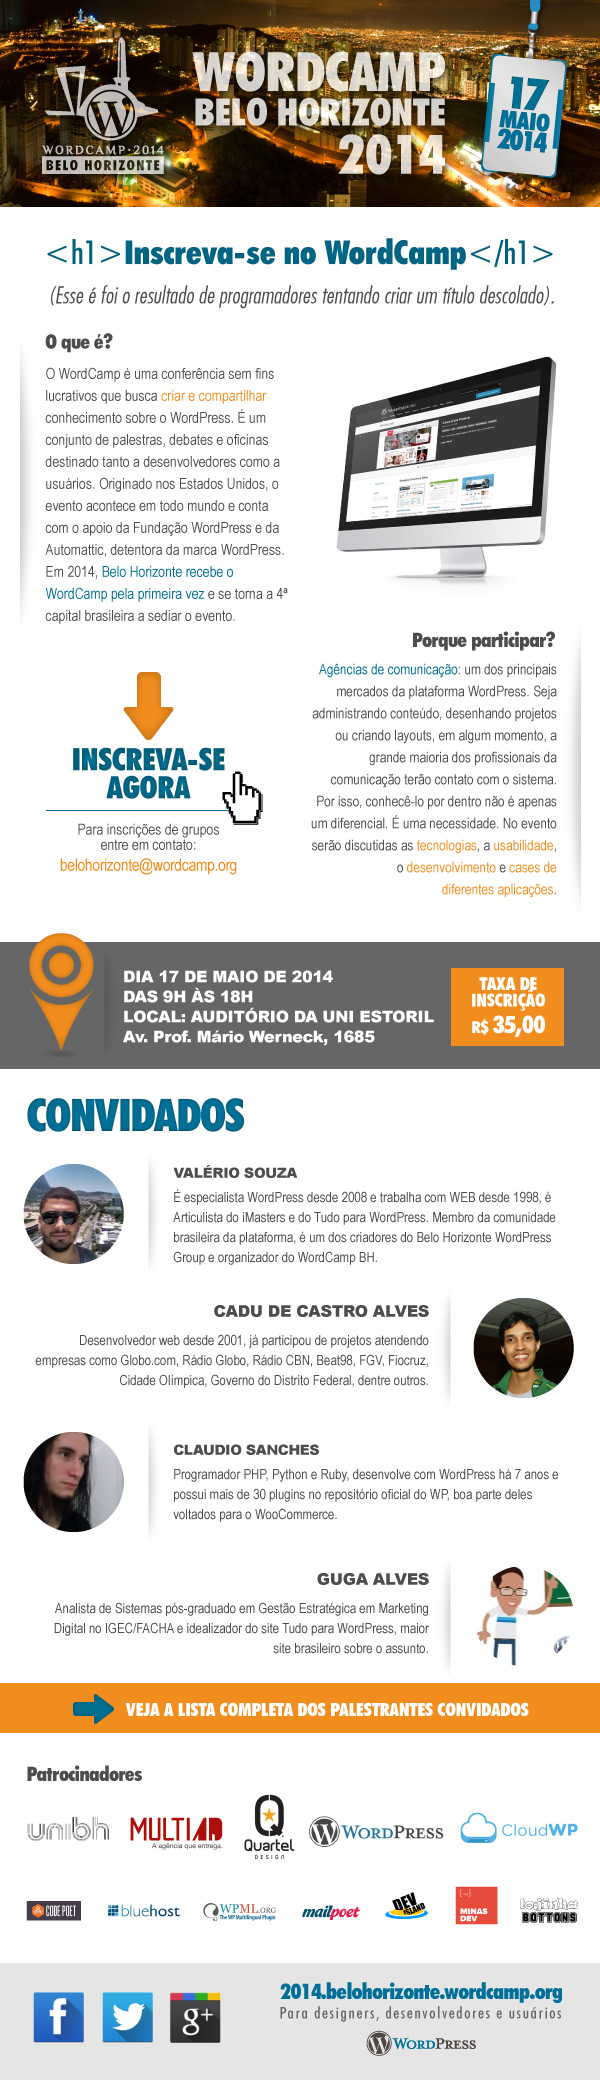 WORDCAMP
BELO HORIZONTE
2014
WORDCAMP·2014
BELO HORIZONTE
17
MAIO
2014
<h1>Inscreva-se no WordCamp</h1>
(Esse é foi o resultado de programadores tentando criar um título descolado).
O que é?
O WordCamp é uma conferência sem fins
lucrativos que busca criar e compartilhar
conhecimento sobre o WordPress. É um
conjunto de palestras, debates e oficinas
destinado tanto a desenvolvedores como a
usuários. Originado nos Estados Unidos, o
evento acontece em todo mundo e conta
com o apoio da Fundação WordPress e da
Automattic, detentora da marca WordPress.
Em 2014, Belo Horizonte recebe o
WordCamp pela primeira vez e se torna a 4ª
capital brasileira a sediar o evento.
Porque participar?
Agências de comunicação: um dos principais
mercados da plataforma WordPress. Seja
administrando conteúdo, desenhando projetos
ou criando layouts, em algum momento, a
grande maioria dos profissionais da
comunicação terão contato com o sistema.
Por isso, conhecê-lo por dentro não é apenas
um diferencial. É uma necessidade. No evento
serão discutidas as tecnologias, a usabilidade,
o desenvolvimento e cases de
diferentes aplicações.
INSCREVA-SE
AGORA
Para inscrições de grupos
entre em contato:
belohorizonte@wordcamp.org
DIA 17 DE MAIO DE 2014
DAS 9H ÀS 18H
LOCAL: AUDITÓRIO DA UNI ESTORIL
Av. Prof. Mário Werneck, 1685
TAXA DE
INSCRIÇÃO
R$ 35,00
CONVIDADOS
VALÉRIO SOUZA
É especialista WordPress desde 2008 e trabalha com WEB desde 1998, é
Articulista do iMasters e do Tudo para WordPress. Membro da comunidade
brasileira da plataforma, é um dos criadores do Belo Horizonte WordPress
Group e organizador do WordCamp BH.
CADU DE CASTRO ALVES
Desenvolvedor web desde 2001, já participou de projetos atendendo
empresas como Globo.com, Rádio Globo, Rádio CBN, Beat98, FGV, Fiocruz,
Cidade Olímpica, Governo do Distrito Federal, dentre outros.
CLAUDIO SANCHES
Programador PHP, Python e Ruby, desenvolve com WordPress há 7 anos e
possui mais de 30 plugins no repositório oficial do WP, boa parte deles
voltados para o WooCommerce.
GUGA ALVES
Analista de Sistemas pós-graduado em Gestão Estratégica em Marketing
Digital no IGEC/FACHA e idealizador do site Tudo para WordPress, maior
site brasileiro sobre o assunto.
VEJA A LISTA COMPLETA DOS PALESTRANTES CONVIDADOS
Patrocinadores
unibh
MULTIAD
A agência que entrega.
Quartel
DESIGN
WORDPRESS
CloudWP
CODE POET
bluehost
WPML.ORG
The WP Multilingual Plugin
mailpoet
DEV
ISLAND
MINAS
DEV
lojinha
BOTTONS
f
g+
2014.belohorizonte.wordcamp.org
Para designers, desenvolvedores e usuários
WORDPRESS